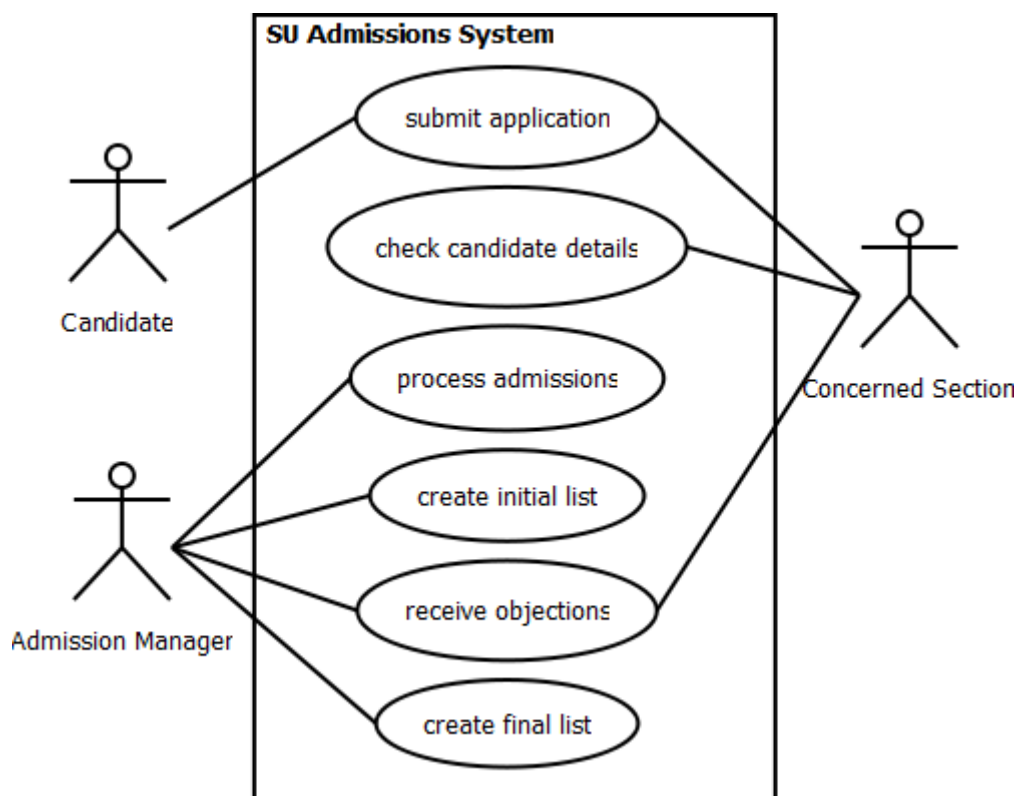 SU Admissions System
submit application
check candidate details
Candidate
process admissions
Concerned Section
create initial list
receive objections
Admission Manager
create final list